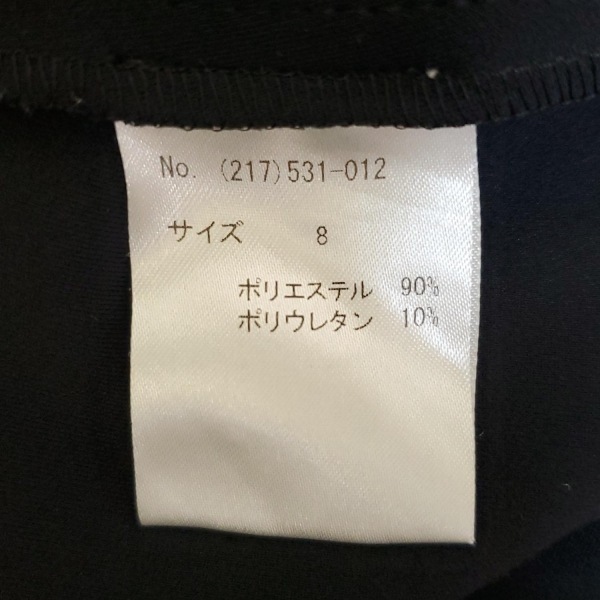 No. (217)531-012
サイズ 8
ポリエステル 90%
ポリウレタン 10%